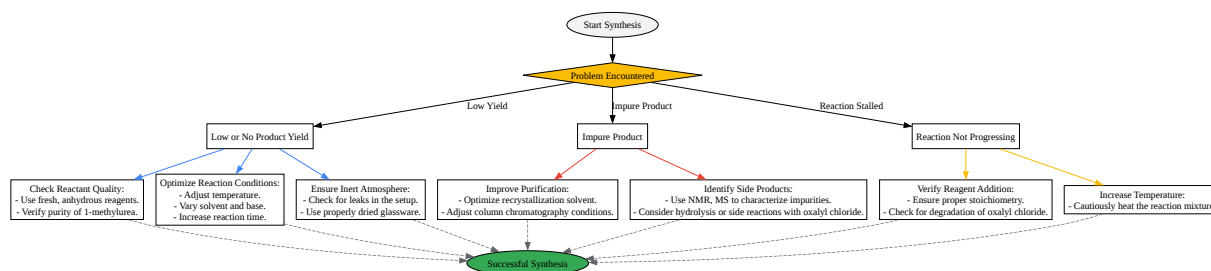 Start Synthesis
Problem Encountered
Low Yield
Impure Product
Reaction Stalled
Low or No Product Yield
Impure Product
Reaction Not Progressing
Check Reactant Quality:
- Use fresh, anhydrous reagents.
- Verify purity of 1-methylurea.
Optimize Reaction Conditions:
- Adjust temperature.
- Vary solvent and base.
- Increase reaction time.
Ensure Inert Atmosphere:
- Check for leaks in the setup.
- Use properly dried glassware.
Improve Purification:
- Optimize recrystallization solvent.
- Adjust column chromatography conditions.
Identify Side Products:
- Use NMR, MS to characterize impurities.
- Consider hydrolysis or side reactions with oxalyl chloride.
Verify Reagent Addition:
- Ensure proper stoichiometry.
- Check for degradation of oxalyl chloride.
Increase Temperature:
- Cautiously heat the reaction mixture
Successful Synthesis